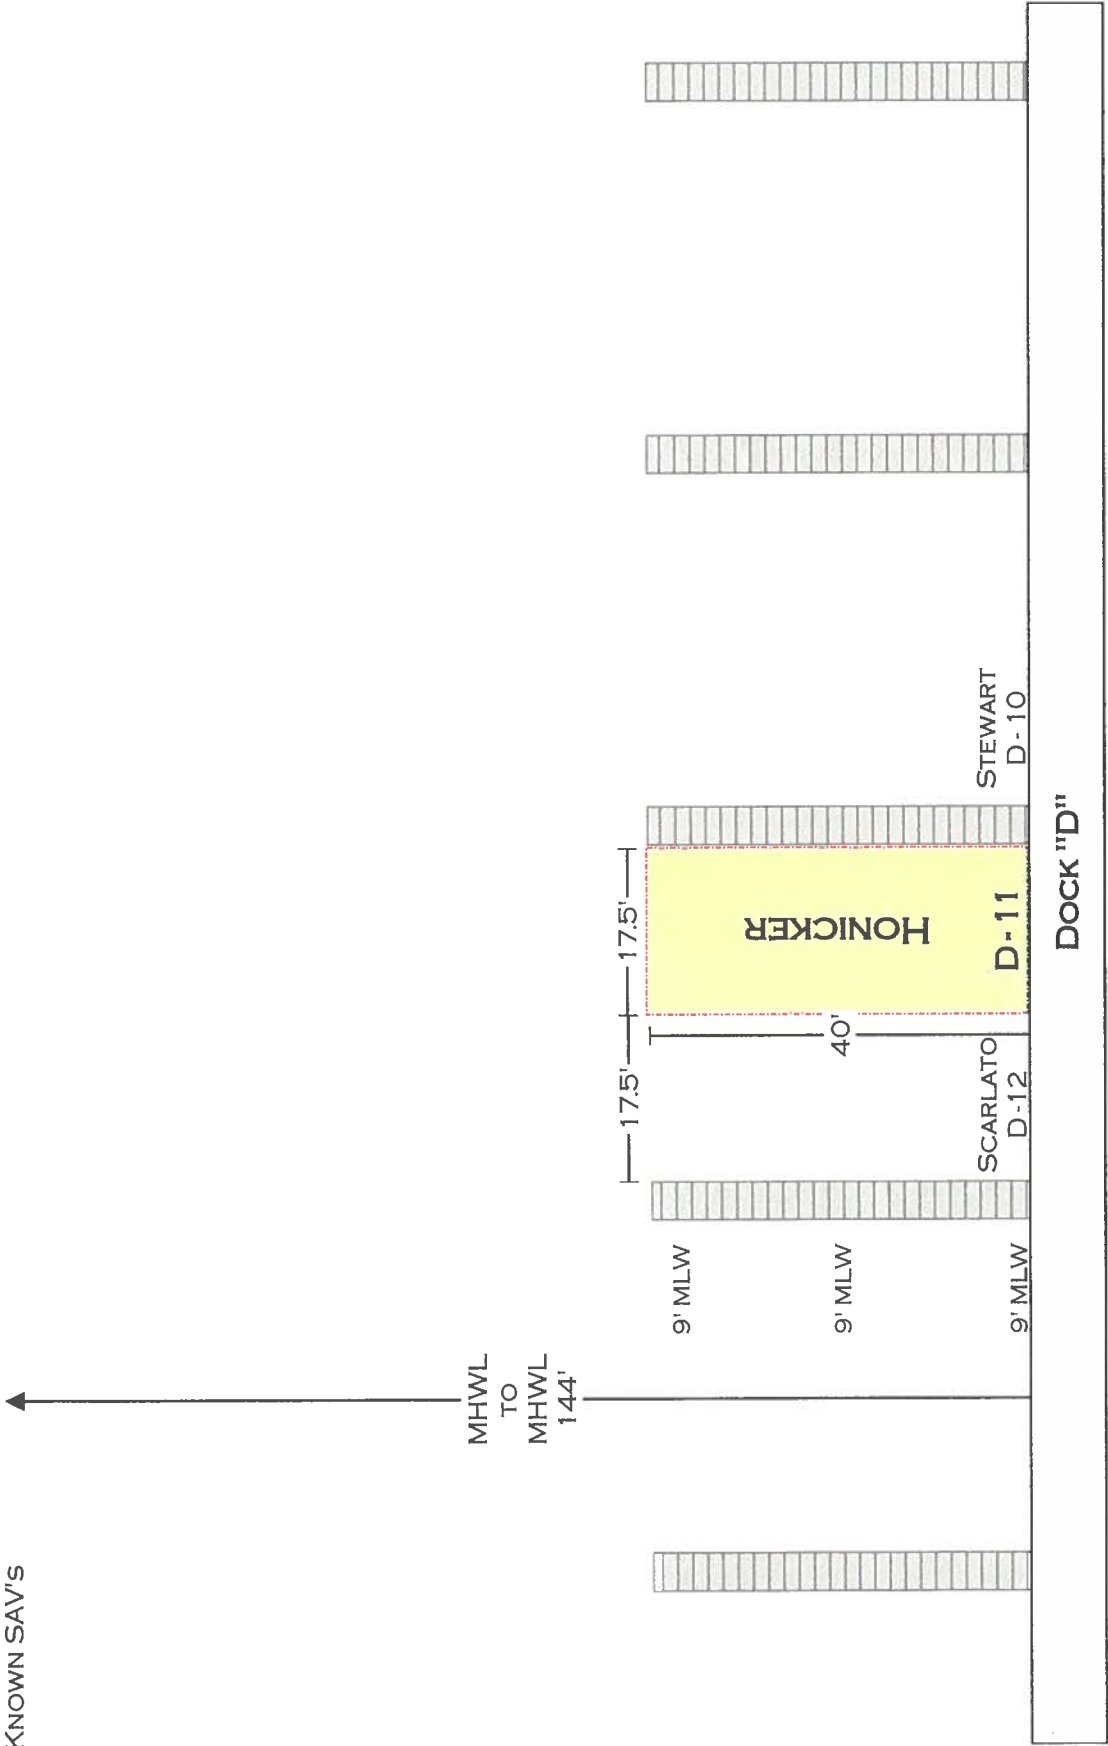 KNOWN SAV's
MHWL
TO
MHWL
144'
9' MLW
9' MLW
9' MLW
17.5'
17.5'
40'
SCARLATO
D-12
HONICKER
D-11
STEWART
D-10
DOCK "D"